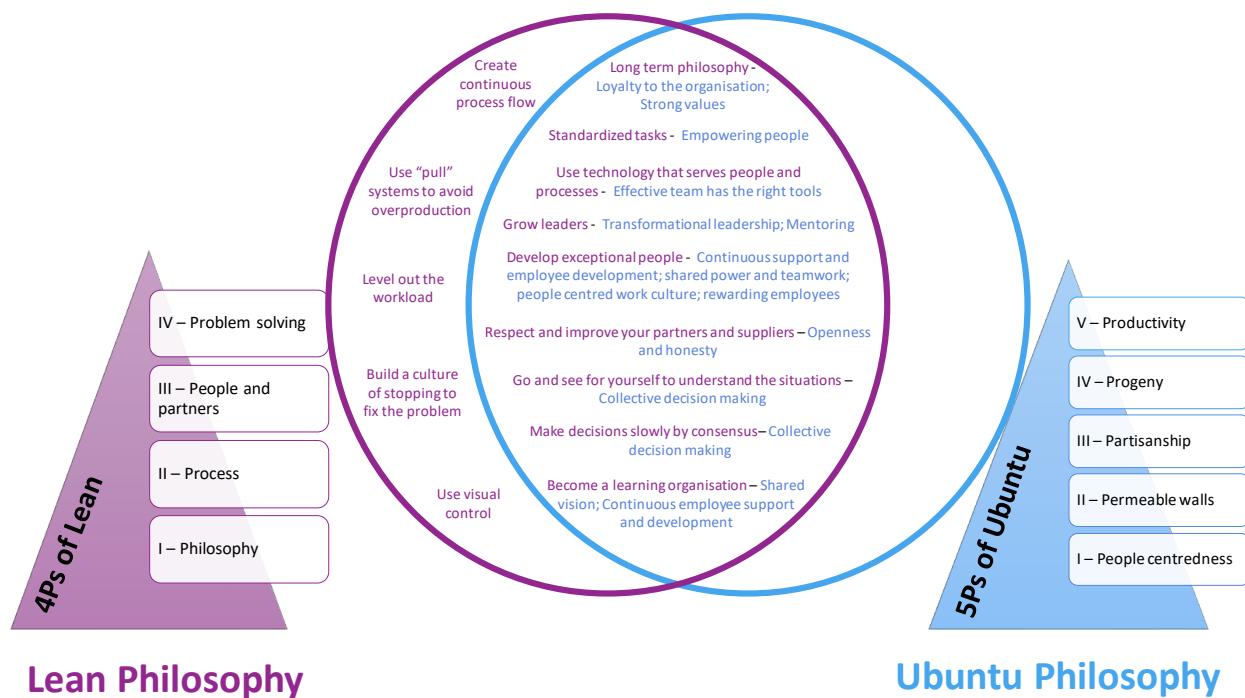 Create
continuous
process flow
Use “pull”
systems to avoid
overproduction
Level out the
workload
Build a culture
of stopping to
fix the problem
Use visual
control
Long term philosophy -
Loyalty to the organisation;
Strong values
Standardized tasks - Empowering people
Use technology that serves people and
processes - Effective team has the right tools
Grow leaders - Transformational leadership; Mentoring
Develop exceptional people - Continuous support and
employee development; shared power and teamwork;
people centred work culture; rewarding employees
Respect and improve your partners and suppliers – Openness
and honesty
Go and see for yourself to understand the situations –
Collective decision making
Make decisions slowly by consensus– Collective
decision making
Become a learning organisation – Shared
vision; Continuous employee support
and development
4Ps of Lean
IV – Problem solving
III – People and
partners
II – Process
I – Philosophy
5Ps of Ubuntu
V – Productivity
IV – Progeny
III – Partisanship
II – Permeable walls
I – People centredness
Lean Philosophy
Ubuntu Philosophy